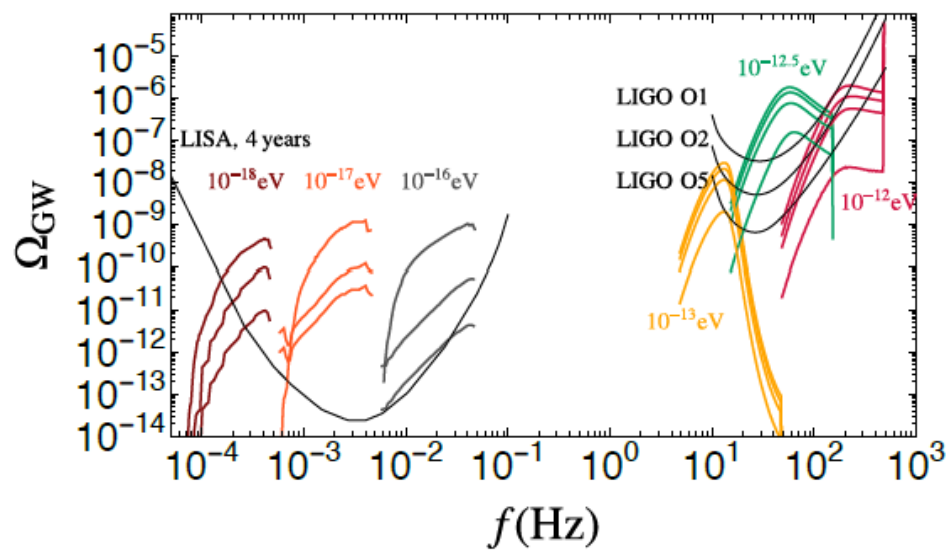 10⁻⁵
10⁻⁶
10⁻⁷
10⁻⁸
10⁻⁹
10⁻¹⁰
10⁻¹¹
10⁻¹²
10⁻¹³
10⁻¹⁴
Ω_GW
LISA, 4 years
10⁻¹⁸eV
10⁻¹⁷eV
10⁻¹⁶eV
LIGO O1
LIGO O2
LIGO O5
10⁻¹²·⁵eV
10⁻¹²eV
10⁻¹³eV
10⁻⁴
10⁻³
10⁻²
10⁻¹
10⁰
10¹
10²
10³
f(Hz)